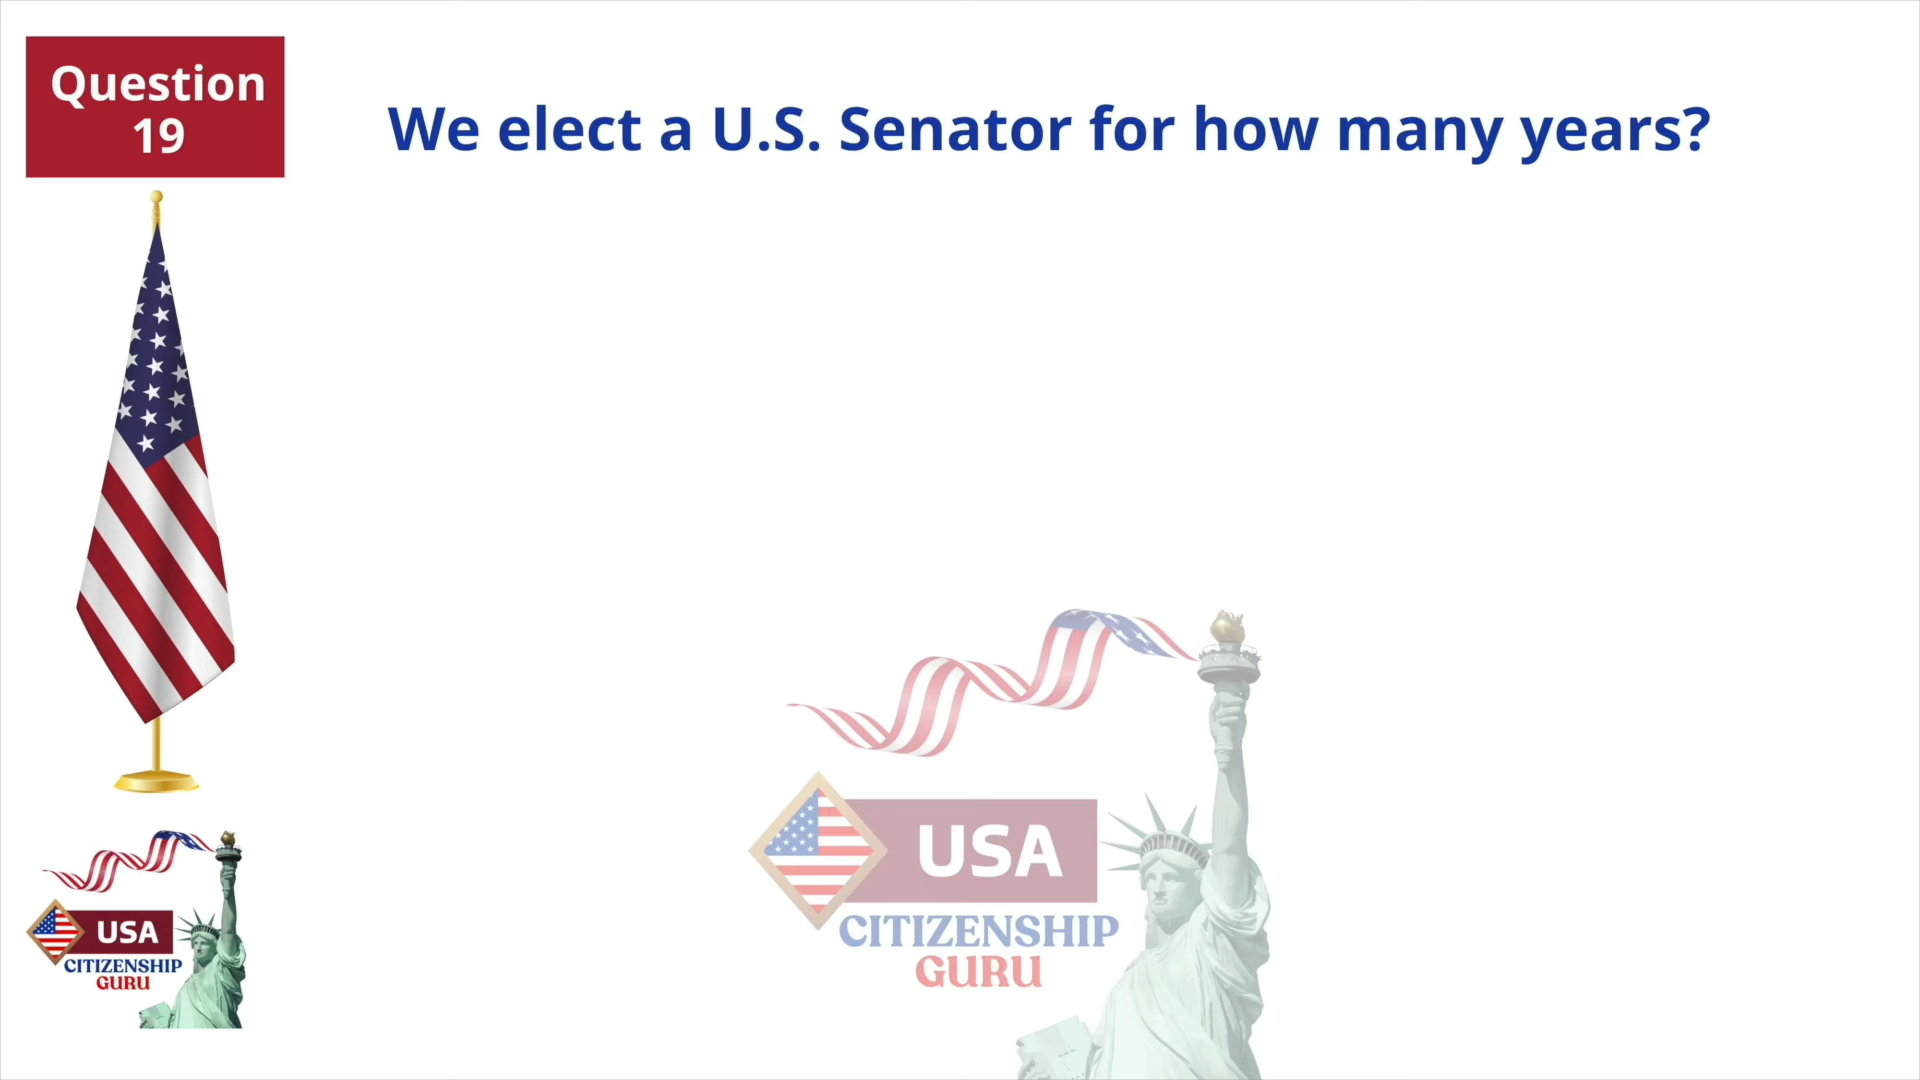 Question
19
We elect a U.S. Senator for how many years?
USA
CITIZENSHIP
GURU
USA
CITIZENSHIP
GURU